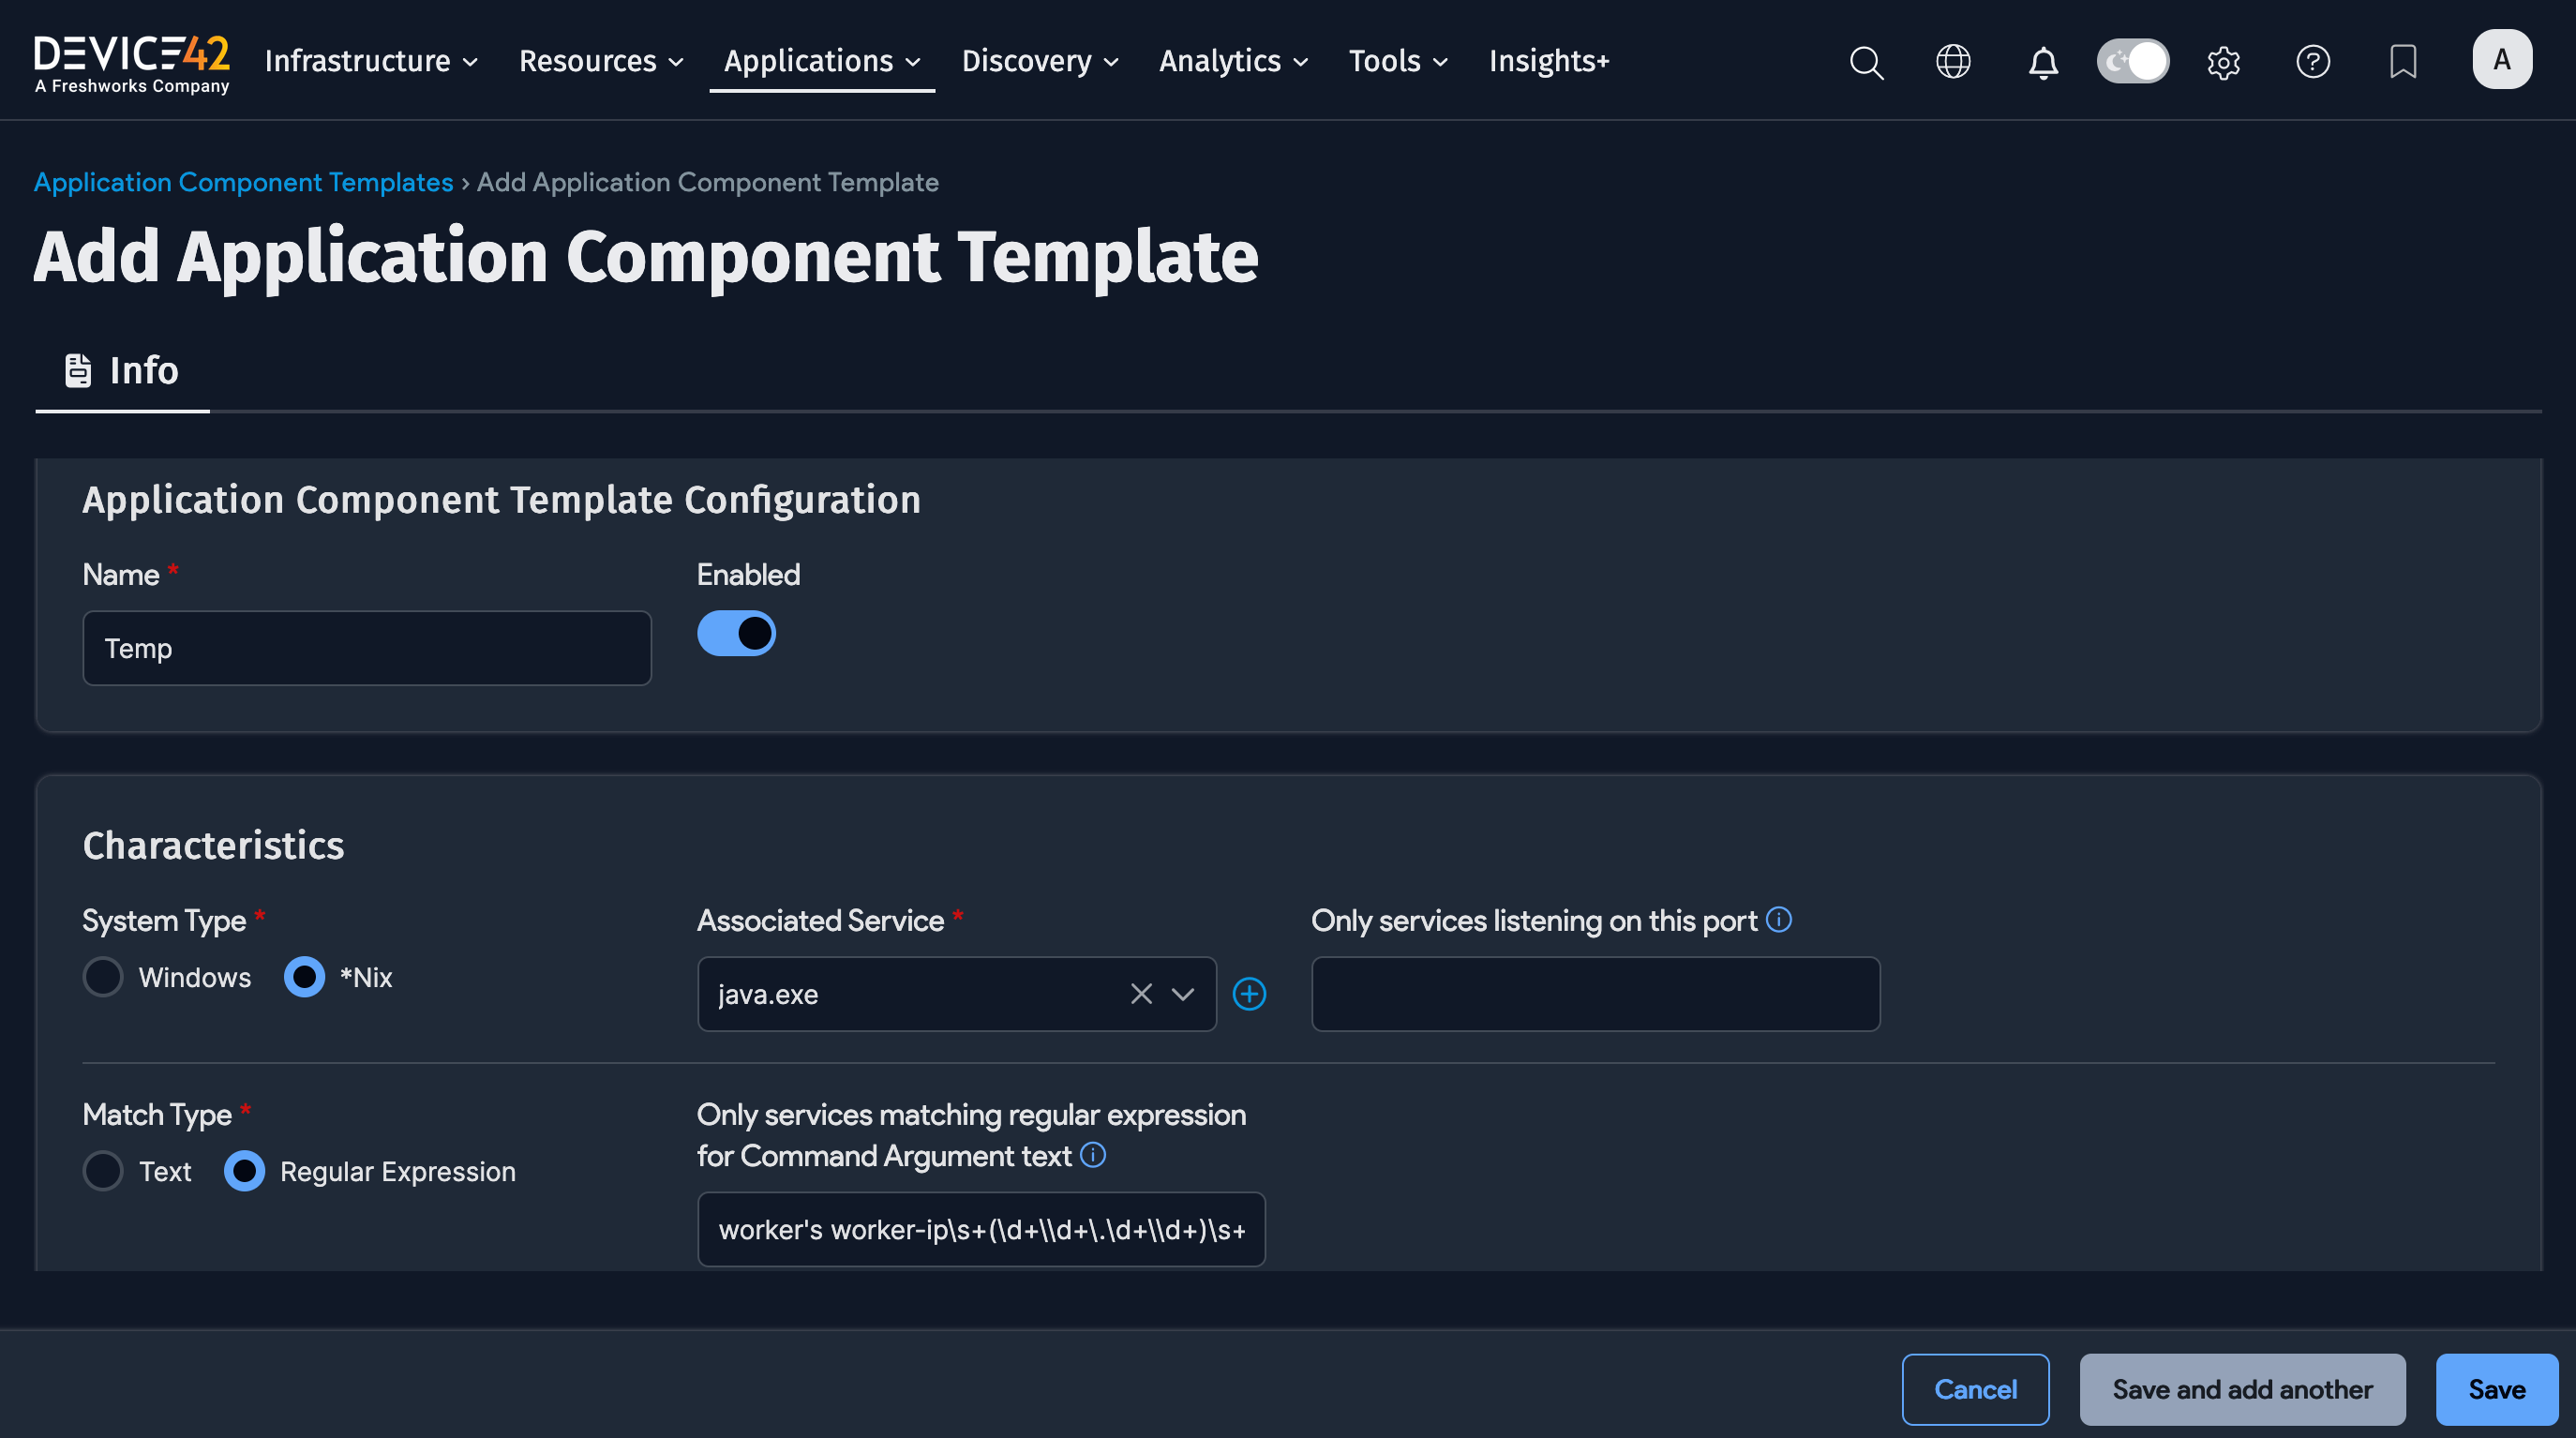 DEVICE42
A Freshworks Company
Infrastructure Resources Applications Discovery Analytics Tools Insights+
A
Application Component Templates › Add Application Component Template
Add Application Component Template
Info
Application Component Template Configuration
Name * Enabled
Temp
Characteristics
System Type * Associated Service * Only services listening on this port
Windows *Nix
java.exe
Match Type * Only services matching regular expression
for Command Argument text
Text Regular Expression
worker's worker-ip\s+(\d+\\d+\.\d+\\d+)\s+
Cancel Save and add another Save